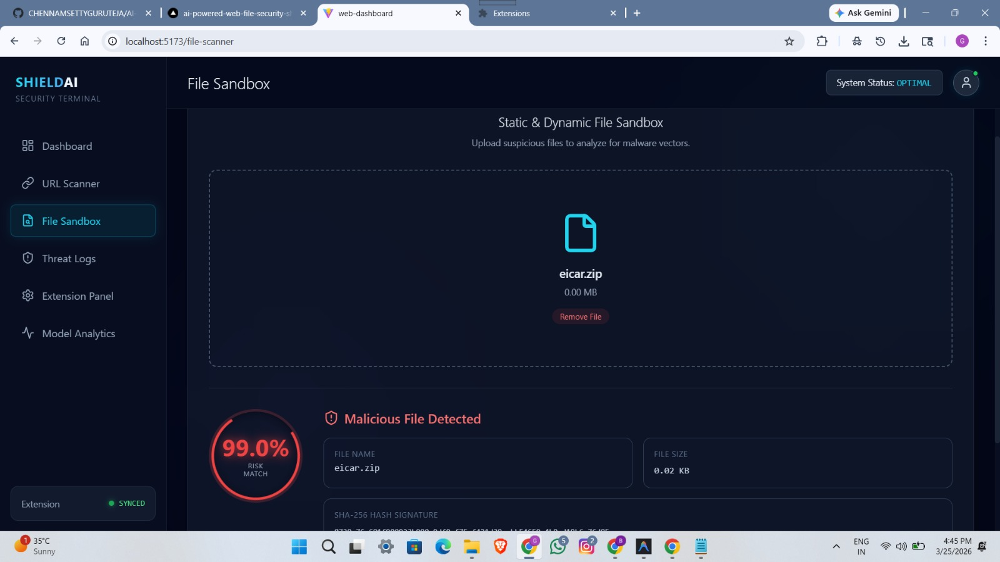 CHENNAMSETTYGURUTEJA/AI-
ai-powered-web-file-security-s
web-dashboard
Extensions
Ask Gemini
localhost:5173/file-scanner
G
SHIELDAI
SECURITY TERMINAL
File Sandbox
System Status: OPTIMAL
Dashboard
URL Scanner
File Sandbox
Threat Logs
Extension Panel
Model Analytics
Extension
SYNCED
Static & Dynamic File Sandbox
Upload suspicious files to analyze for malware vectors.
eicar.zip
0.00 MB
Remove File
99.0%
RISK
MATCH
Malicious File Detected
FILE NAME
eicar.zip
FILE SIZE
0.02 KB
SHA-256 HASH SIGNATURE
1
35°C
Sunny
G
5
2
B
ENG
IN
4:45 PM
3/25/2026